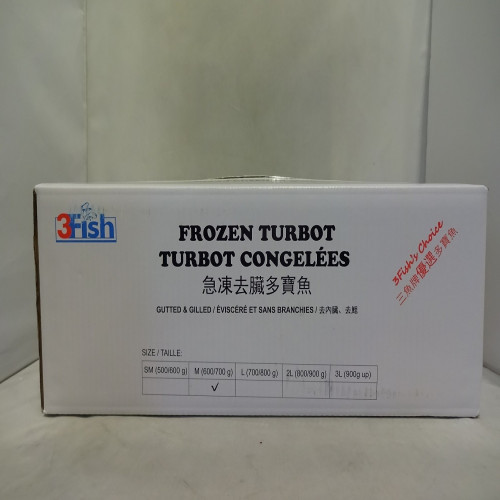 3Fish
FROZEN TURBOT
TURBOT CONGELÉES
急凍去臟多寶魚
GUTTED & GILLED / ÉVISCÉRÉ ET SANS BRANCHIES / 去內臟、去鰓
3Fish's Choice
三魚牌優選多寶魚
SIZE / TAILLE:
SM (500/600 g) M (600/700 g) L (700/800 g) 2L (800/900 g) 3L (900g up)
✓